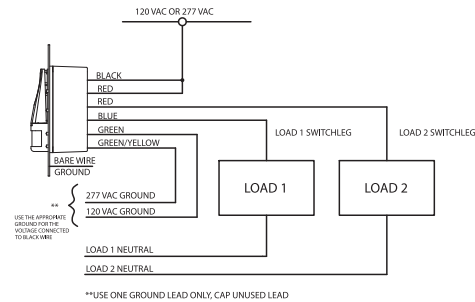 120 VAC OR 277 VAC
BLACK
RED
RED
BLUE
GREEN
GREEN/YELLOW
BARE WIRE
GROUND
LOAD 1 SWITCHLEG
LOAD 2 SWITCHLEG
LOAD 1
LOAD 2
**
USE THE APPROPIATE
GROUND FOR THE
VOLTAGE CONNECTED
TO BLACK WIRE
277 VAC GROUND
120 VAC GROUND
LOAD 1 NEUTRAL
LOAD 2 NEUTRAL
**USE ONE GROUND LEAD ONLY, CAP UNUSED LEAD